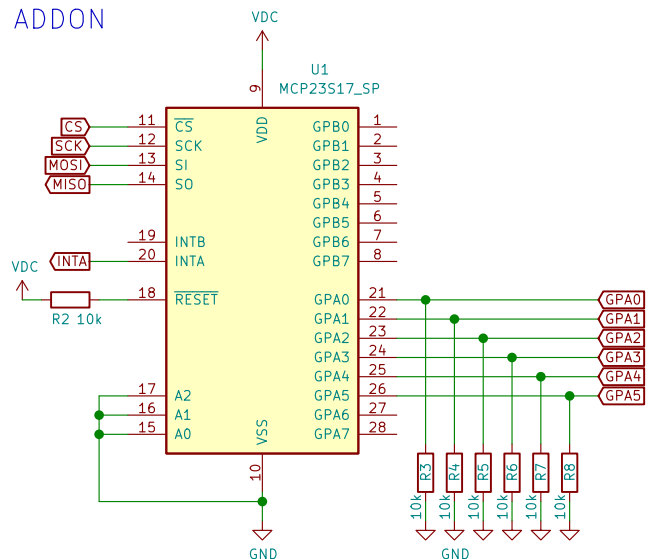 ADDON
VDC
U1
MCP23S17_SP
9
VDD
CS 11 CS GPB0 1
SCK 12 SCK GPB1 2
MOSI 13 SI GPB2 3
MISO 14 SO GPB3 4
GPB4 5
GPB5 6
19 INTB GPB6 7
INTA 20 INTA GPB7 8
VDC
18 RESET GPA0 21 GPA0
R2 10k
GPA1 22 GPA1
GPA2 23 GPA2
GPA3 24 GPA3
GPA4 25 GPA4
17 A2 GPA5 26 GPA5
16 A1 GPA6 27
15 A0 GPA7 28
VSS
10
R3 R4 R5 R6 R7 R8
10k 10k 10k 10k 10k 10k
GND GND